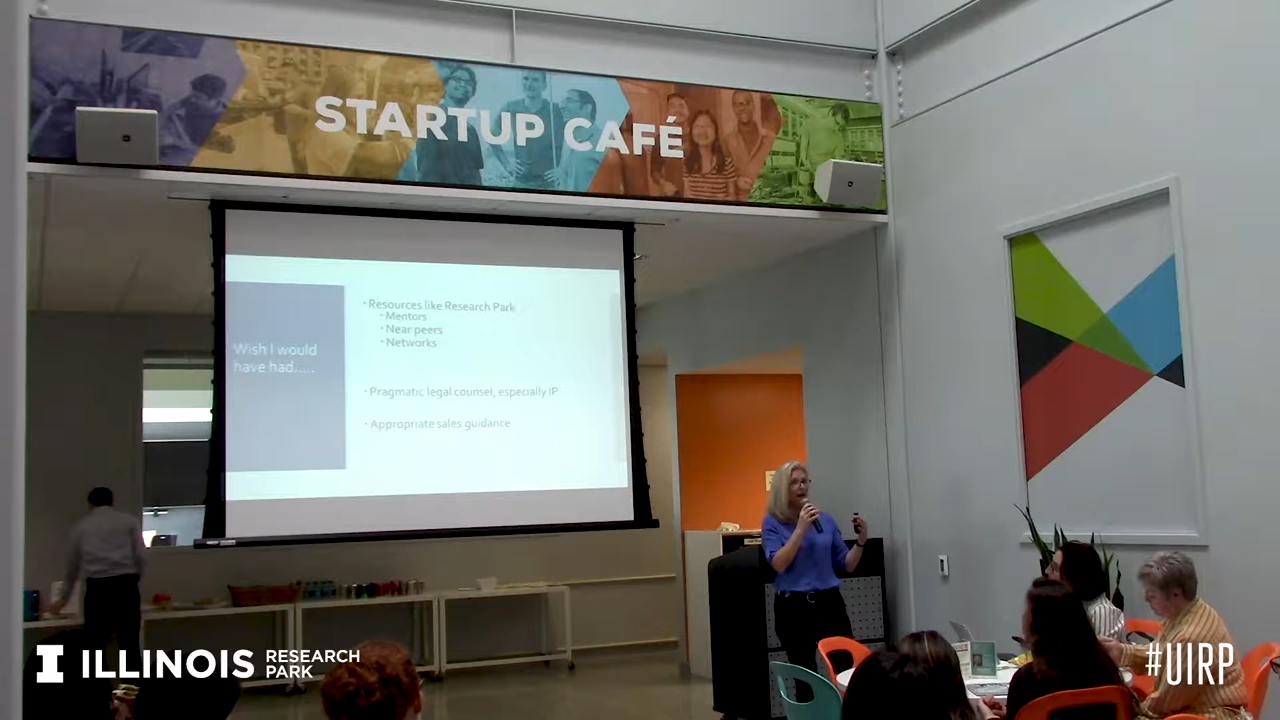 STARTUP CAFÉ
Wish I would
have had.....
• Resources like Research Park
• Mentors
• Near peers
• Networks
• Pragmatic legal counsel, especially IP
• Appropriate sales guidance
I ILLINOIS RESEARCH
PARK
#UIRP